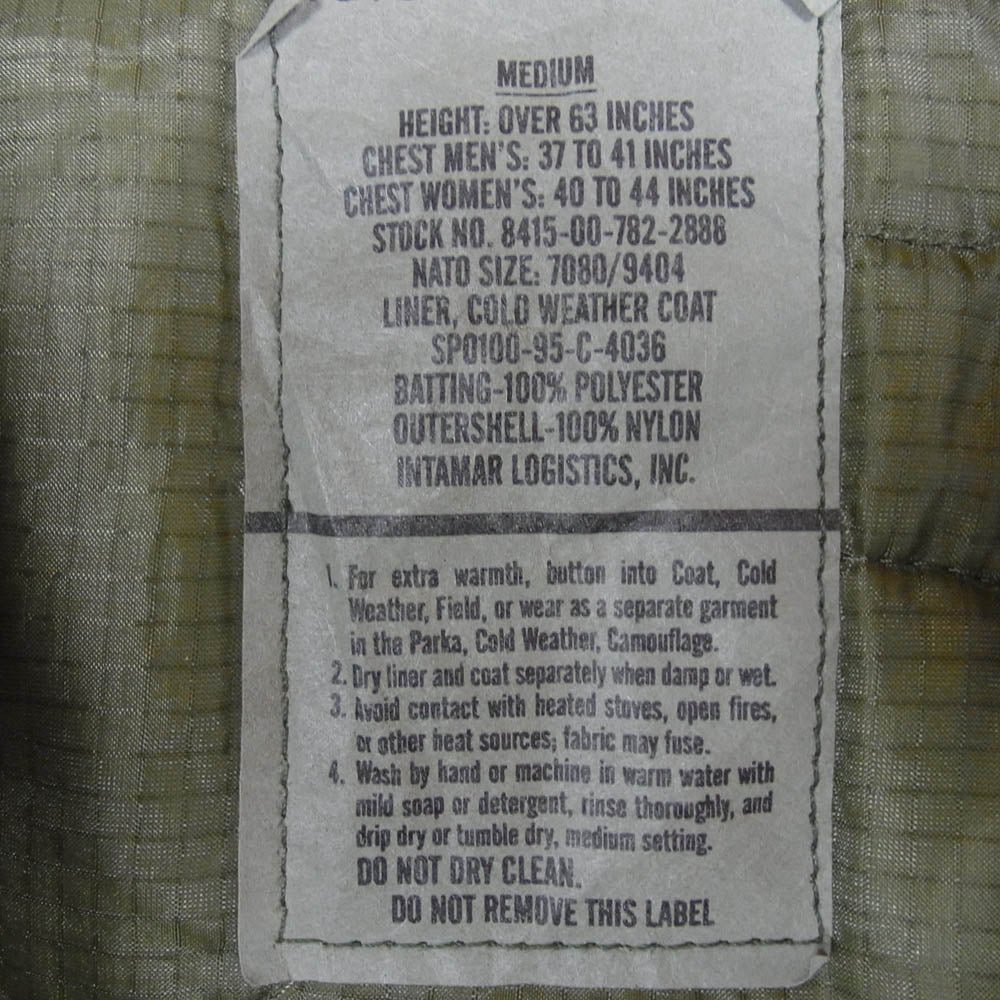 MEDIUM
HEIGHT: OVER 63 INCHES
CHEST MEN'S: 37 TO 41 INCHES
CHEST WOMEN'S: 40 TO 44 INCHES
STOCK NO. 8415-00-782-2888
NATO SIZE: 7080/9404
LINER, COLD WEATHER COAT
SP0100-95-C-4036
BATTING-100% POLYESTER
OUTERSHELL-100% NYLON
INTAMAR LOGISTICS, INC.
1. For extra warmth, button into Coat, Cold
Weather, Field, or wear as a separate garment
in the Parka, Cold Weather, Camouflage.
2. Dry liner and coat separately when damp or wet.
3. Avoid contact with heated stoves, open fires,
or other heat sources; fabric may fuse.
4. Wash by hand or machine in warm water with
mild soap or detergent, rinse thoroughly, and
drip dry or tumble dry, medium setting.
DO NOT DRY CLEAN.
DO NOT REMOVE THIS LABEL